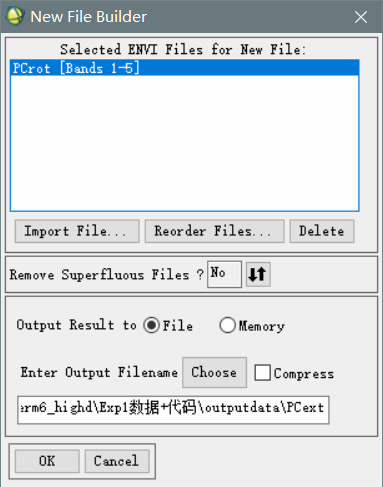 New File Builder
Selected ENVI Files for New File:
PCrot [Bands 1-5]
Import File... Reorder Files... Delete
Remove Superfluous Files ? No
Output Result to File Memory
Enter Output Filename Choose Compress
rm6_highd\Exp1数据+代码\outputdata\PCext
OK Cancel